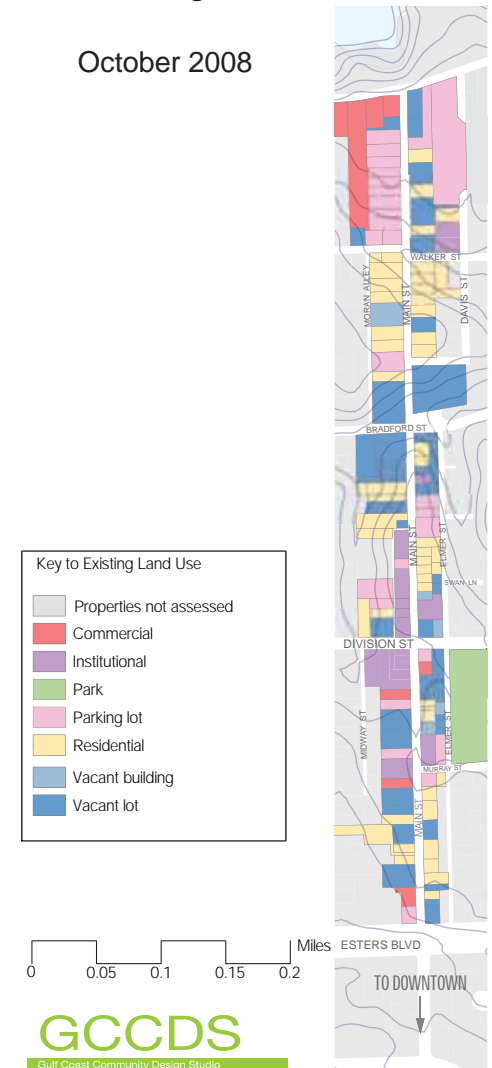 October 2008
WALKER ST
MORAN ALLEY
MAIN ST
DAVIS ST
BRADFORD ST
MAIN ST
ELMER ST
SWAN LN
Key to Existing Land Use
Properties not assessed
Commercial
Institutional
Park
Parking lot
Residential
Vacant building
Vacant lot
DIVISION ST
MIDWAY ST
ELMER ST
MURRAY ST
MAIN ST
Miles
0 0.05 0.1 0.15 0.2
ESTERS BLVD
TO DOWNTOWN
GCCDS
Gulf Coast Community Design Studio